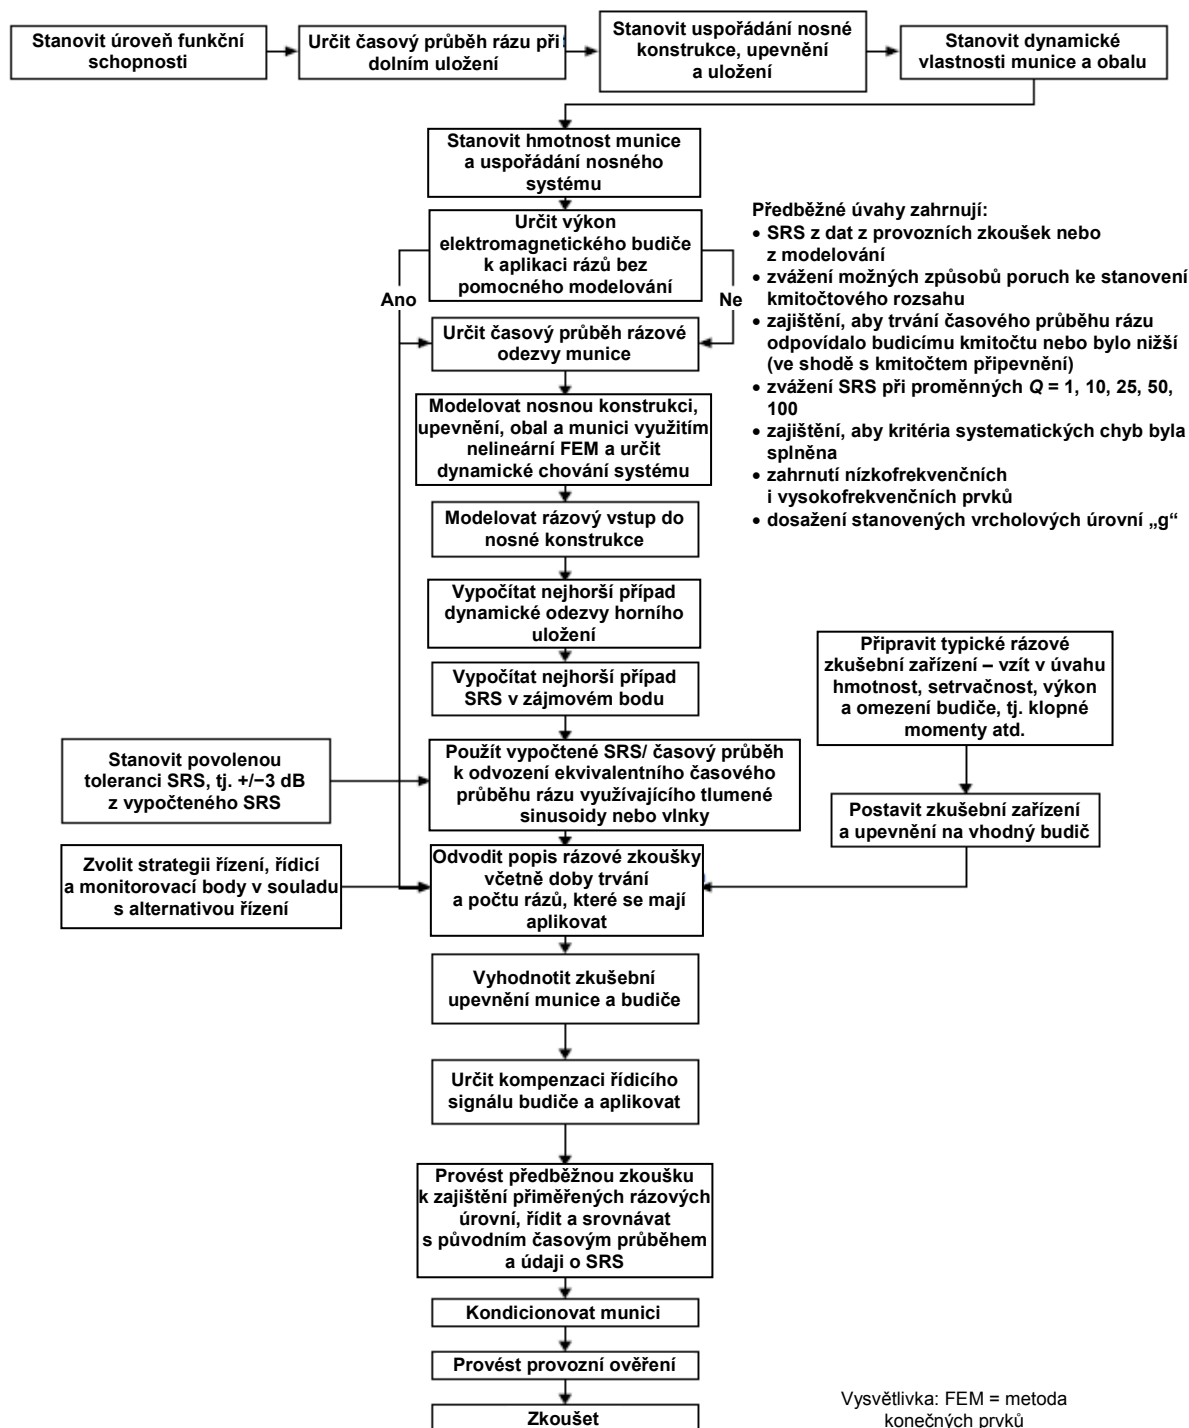 Stanovit úroveň funkční
schopnosti
Určit časový průběh rázu při
dolním uložení
Stanovit uspořádání nosné
konstrukce, upevnění
a uložení
Stanovit dynamické
vlastnosti munice a obalu
Stanovit hmotnost munice
a uspořádání nosného
systému
Určit výkon
elektromagnetického budiče
k aplikaci rázů bez
pomocného modelování
Ano
Ne
Předběžné úvahy zahrnují:
• SRS z dat z provozních zkoušek nebo
z modelování
• zvážení možných způsobů poruch ke stanovení
kmitočtového rozsahu
• zajištění, aby trvání časového průběhu rázu
odpovídalo budicímu kmitočtu nebo bylo nižší
(ve shodě s kmitočtem připevnění)
• zvážení SRS při proměnných Q = 1, 10, 25, 50,
100
• zajištění, aby kritéria systematických chyb byla
splněna
• zahrnutí nízkofrekvenčních
i vysokofrekvenčních prvků
• dosažení stanovených vrcholových úrovní „g“
Určit časový průběh rázové
odezvy munice
Modelovat nosnou konstrukci,
upevnění, obal a munici využitím
nelineární FEM a určit
dynamické chování systému
Modelovat rázový vstup do
nosné konstrukce
Vypočítat nejhorší případ
dynamické odezvy horního
uložení
Vypočítat nejhorší případ
SRS v zájmovém bodu
Připravit typické rázové
zkušební zařízení – vzít v úvahu
hmotnost, setrvačnost, výkon
a omezení budiče, tj. klopné
momenty atd.
Stanovit povolenou
toleranci SRS, tj. +/−3 dB
z vypočteného SRS
Použít vypočtené SRS/ časový průběh
k odvození ekvivalentního časového
průběhu rázu využívajícího tlumené
sinusoidy nebo vlnky
Postavit zkušební zařízení
a upevnění na vhodný budič
Zvolit strategii řízení, řídicí
a monitorovací body v souladu
s alternativou řízení
Odvodit popis rázové zkoušky
včetně doby trvání
a počtu rázů, které se mají
aplikovat
Vyhodnotit zkušební
upevnění munice a budiče
Určit kompenzaci řídicího
signálu budiče a aplikovat
Provést předběžnou zkoušku
k zajištění přiměřených rázových
úrovní, řídit a srovnávat
s původním časovým průběhem
a údaji o SRS
Kondicionovat munici
Provést provozní ověření
Zkoušet
Vysvětlivka: FEM = metoda
konečných prvků